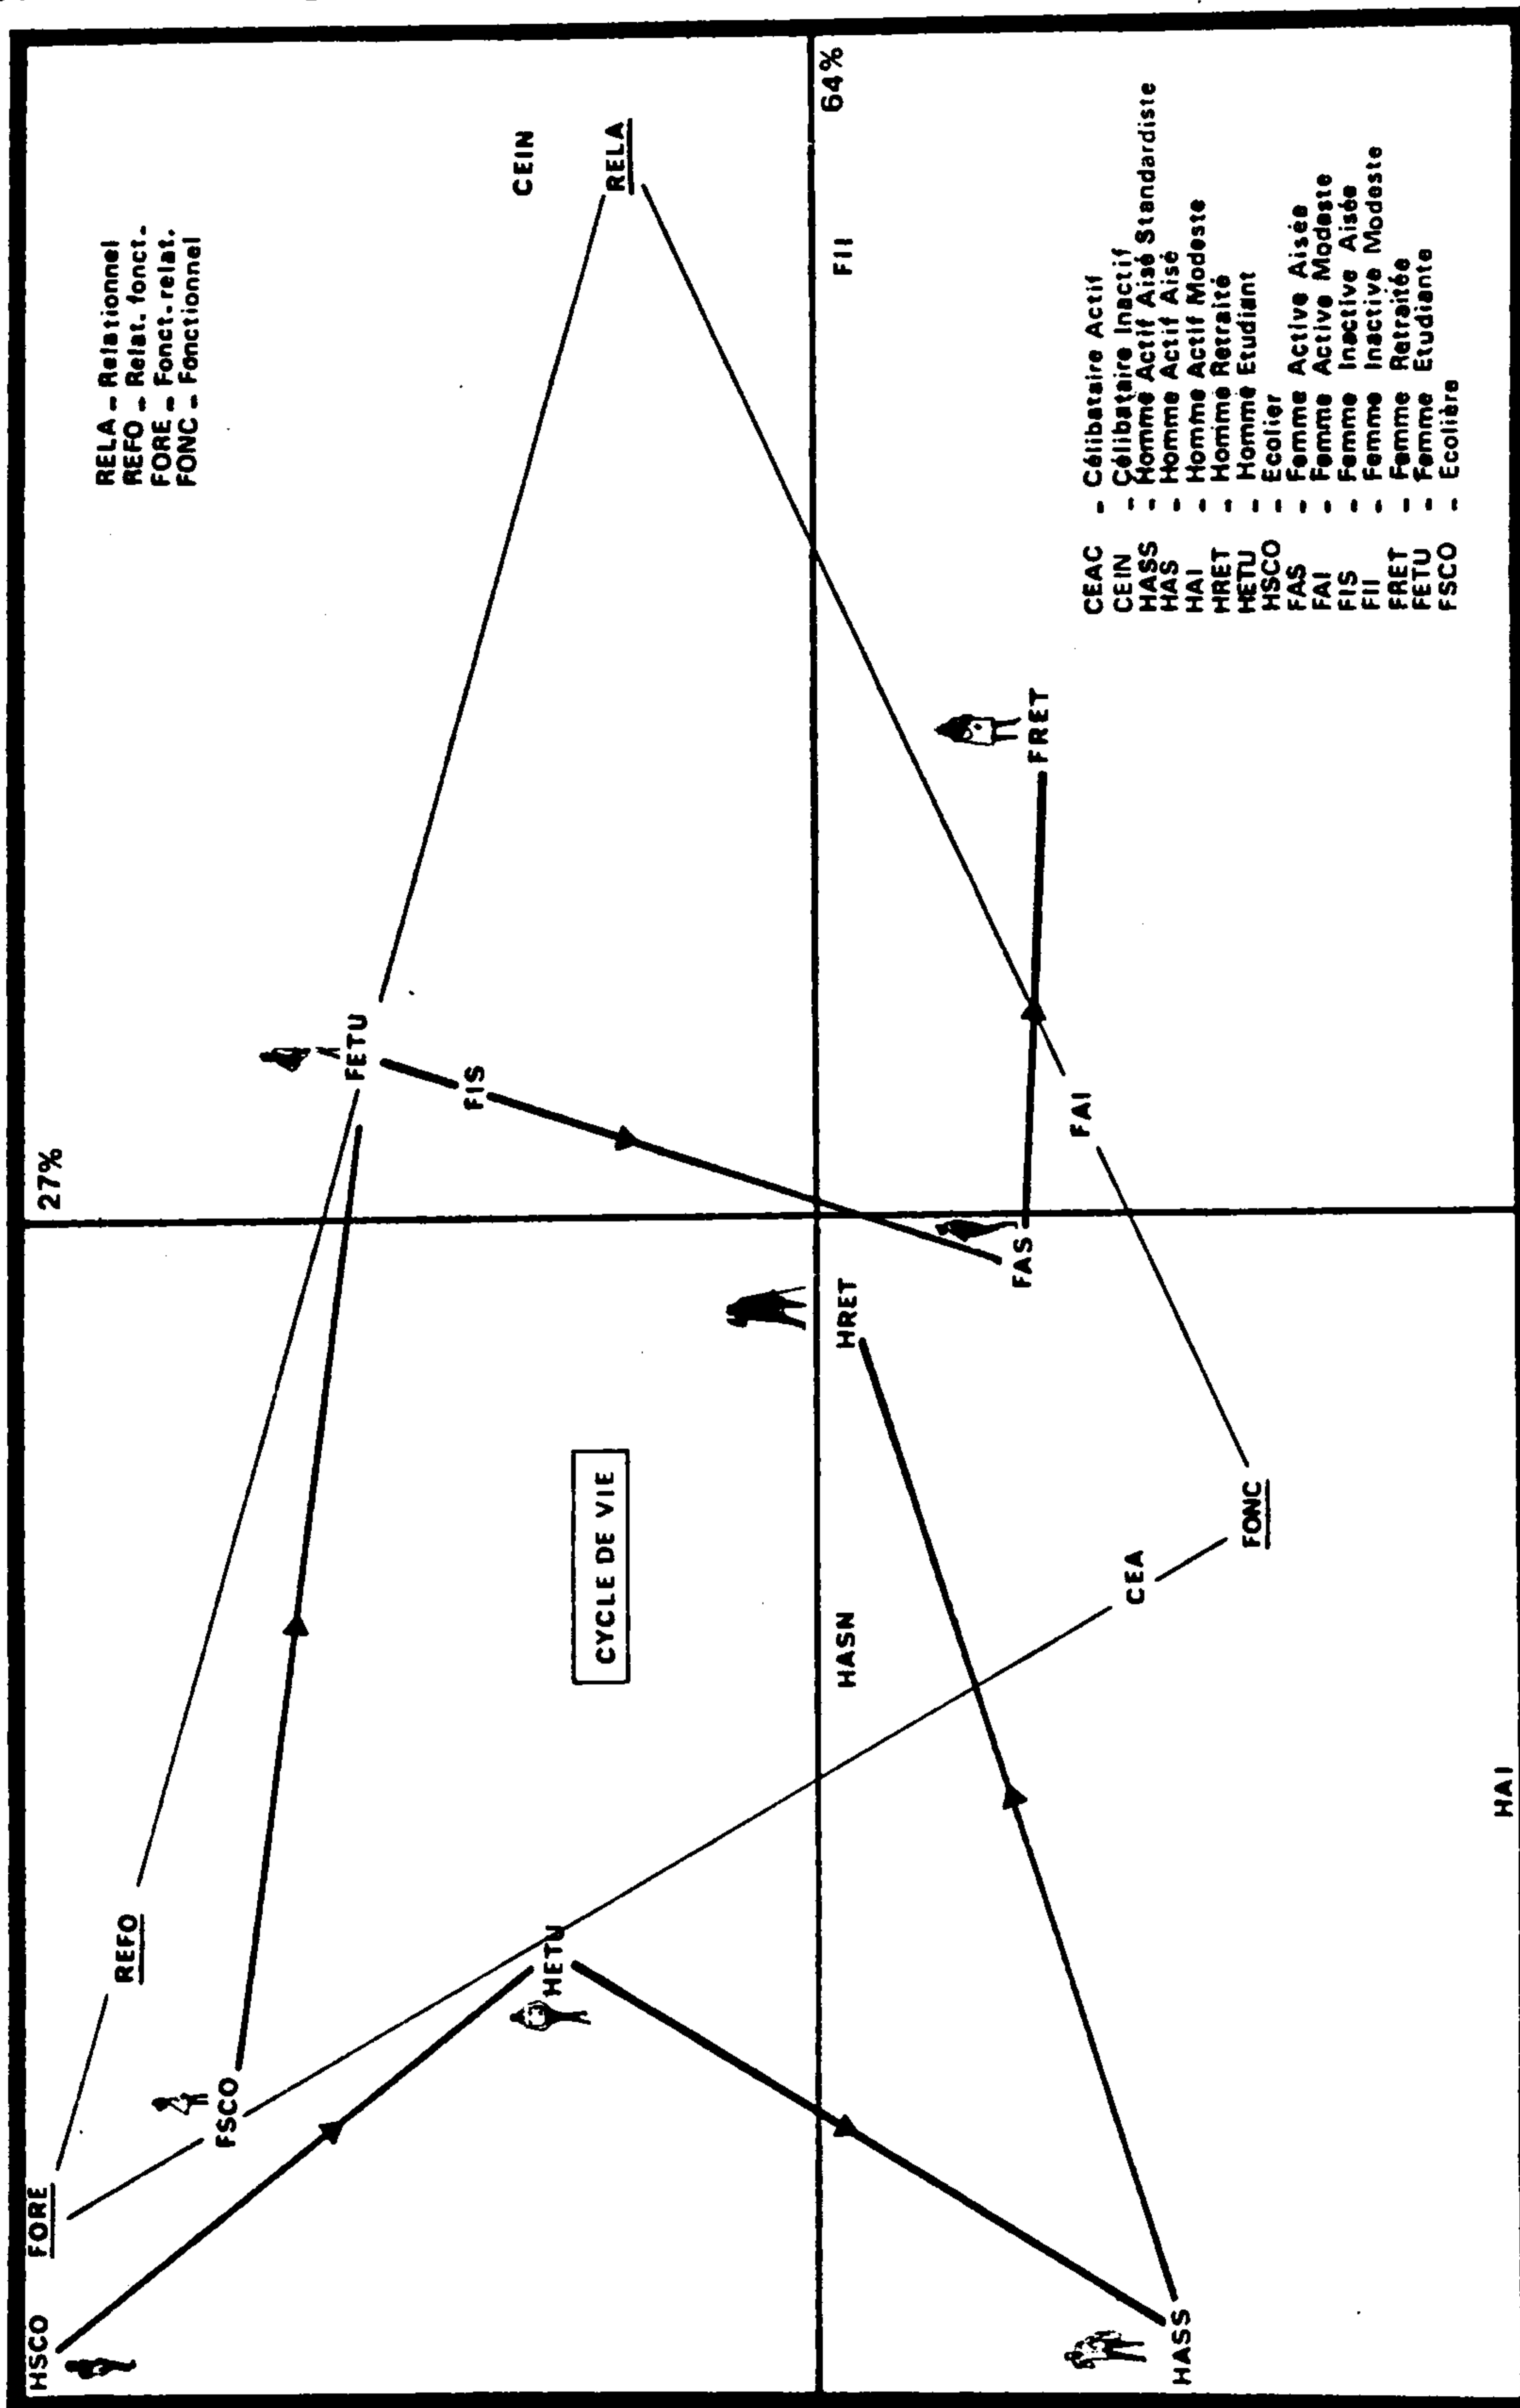 27%
64%
RELA - Relationnel
REFO - Relat. fonct.
FORE - Fonct. relat.
FONC - Fonctionnel
HSCO
FORE
REFO
FSCO
FETU
FIS
CEIN
RELA
HETU
CYCLE DE VIE
HASN
HRET
FII
FAS
FRET
FAI
CEA
FONC
HASS
HAI
CEAC - Célibataire Actif
CEIN - Célibataire Inactif
HASS - Homme Actif Aisé Standardiste
HAS - Homme Actif Aisé
HAI - Homme Actif Modeste
HRET - Homme Retraité
HETU - Homme Etudiant
HSCO - Ecolier
FAS - Femme Active Aisée
FAI - Femme Active Modeste
FIS - Femme Inactive Aisée
FII - Femme Inactive Modeste
FRET - Femme Retraitée
FETU - Femme Etudiante
FSCO - Ecolière